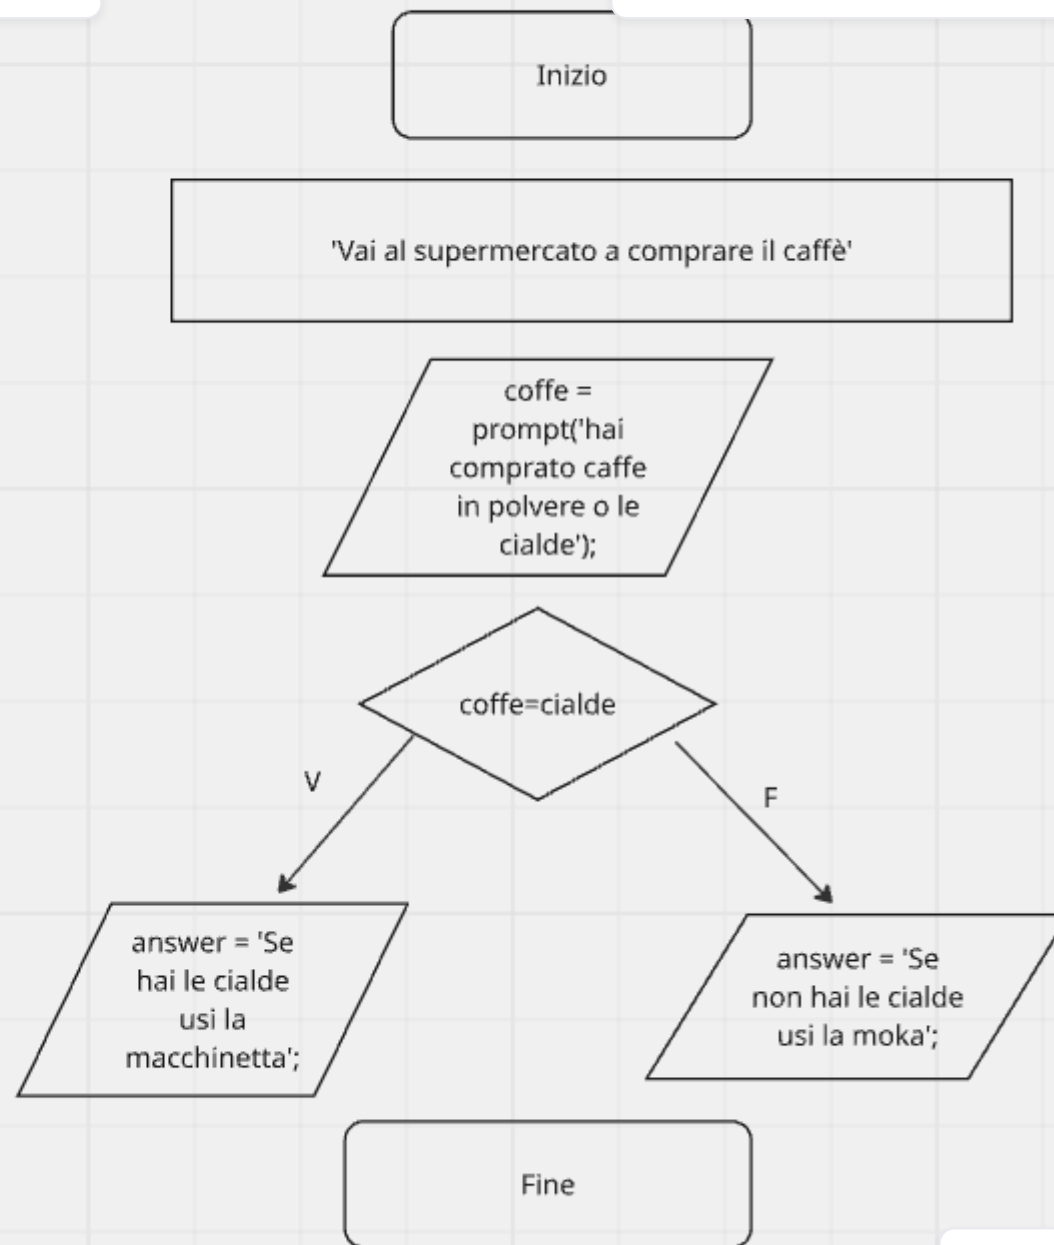 Inizio
'Vai al supermercato a comprare il caffè'
coffe =
prompt('hai
comprato caffe
in polvere o le
cialde');
coffe=cialde
V
F
answer = 'Se
hai le cialde
usi la
macchinetta';
answer = 'Se
non hai le cialde
usi la moka';
Fine